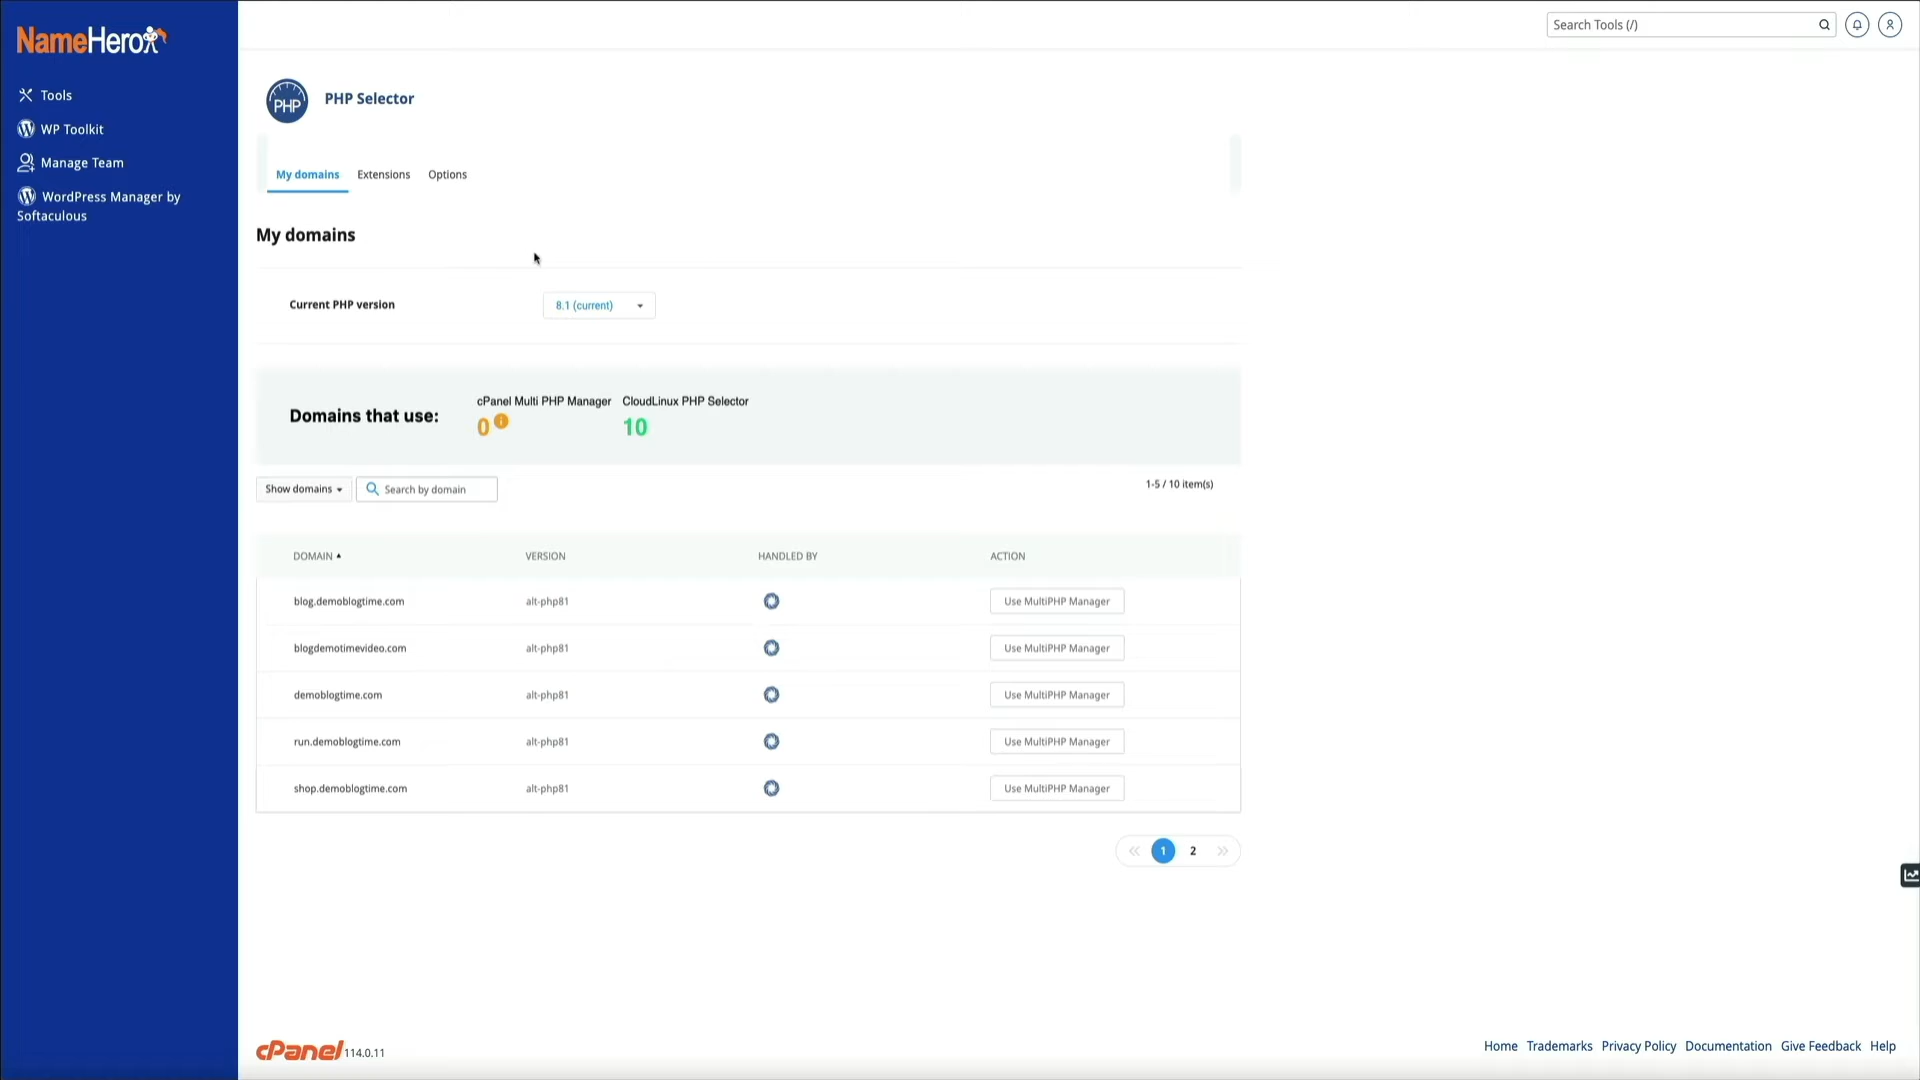 NameHero
Search Tools (/)
Tools
WP Toolkit
Manage Team
WordPress Manager by
Softaculous
PHP
PHP Selector
My domains
Extensions
Options
My domains
Current PHP version
8.1 (current)
Domains that use:
cPanel Multi PHP Manager
0
CloudLinux PHP Selector
10
Show domains
Search by domain
1-5 / 10 item(s)
DOMAIN VERSION HANDLED BY ACTION
blog.demoblogtime.com alt-php81 Use MultiPHP Manager
blogdemotimevideo.com alt-php81 Use MultiPHP Manager
demoblogtime.com alt-php81 Use MultiPHP Manager
run.demoblogtime.com alt-php81 Use MultiPHP Manager
shop.demoblogtime.com alt-php81 Use MultiPHP Manager
« 1 2 »
cPanel 114.0.11
Home Trademarks Privacy Policy Documentation Give Feedback Help